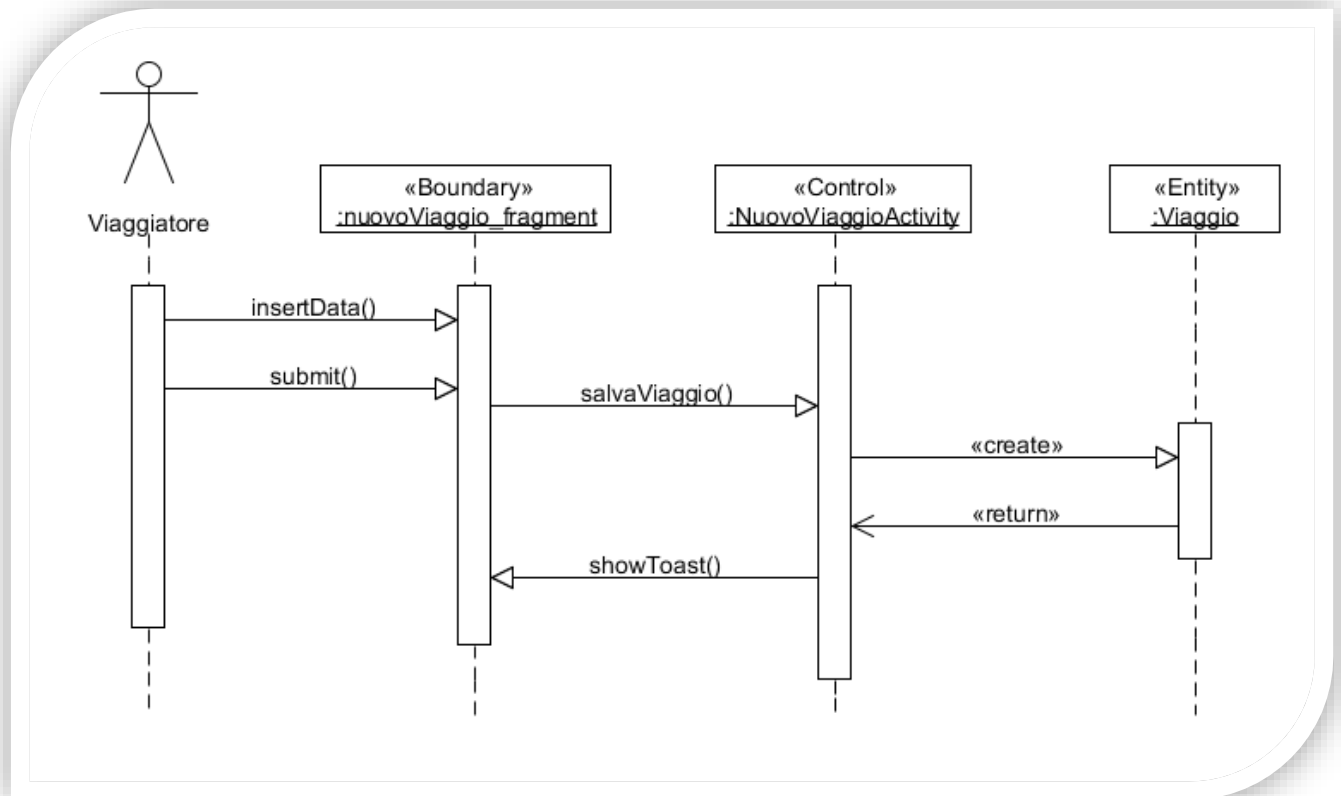 Viaggiatore
«Boundary»
:nuovoViaggio_fragment
«Control»
:NuovoViaggioActivity
«Entity»
:Viaggio
insertData()
submit()
salvaViaggio()
«create»
«return»
showToast()